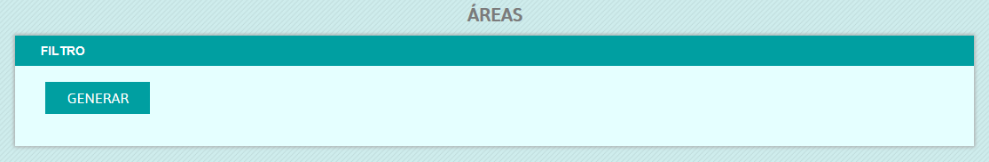 ÁREAS
FILTRO
GENERAR